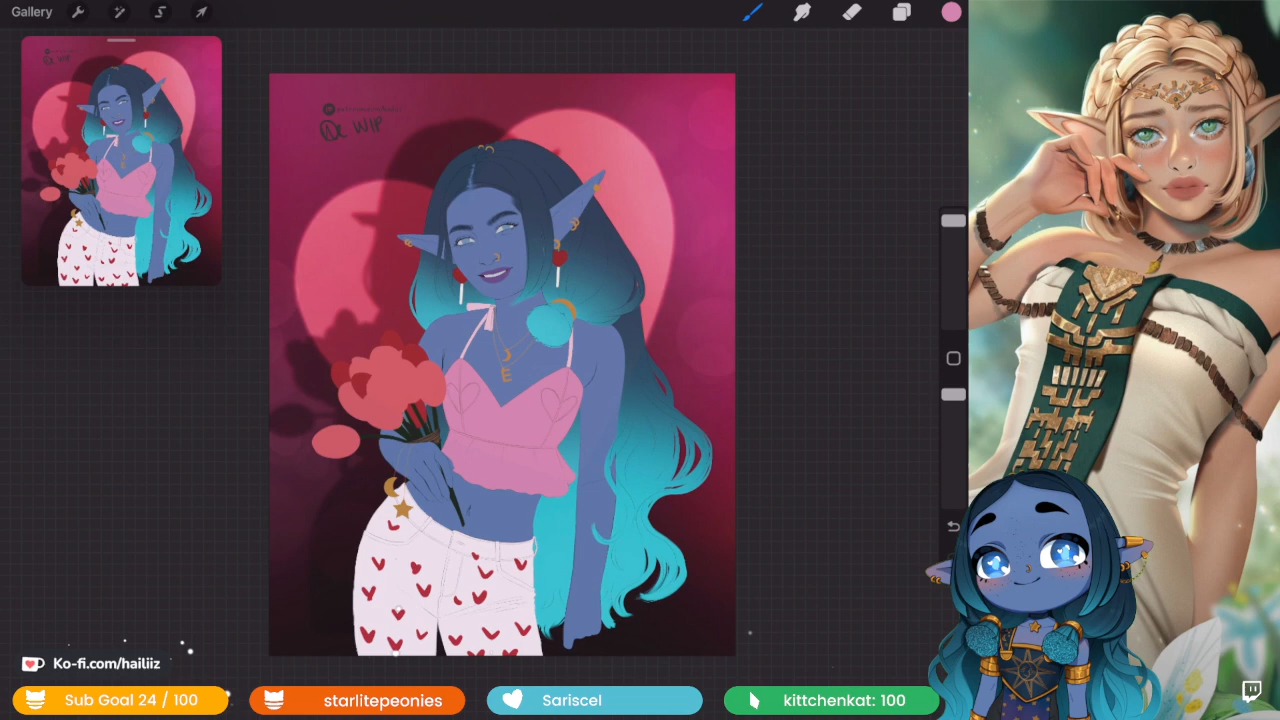 Gallery
WIP
Ko-fi.com/hailiiz
Sub Goal 24 / 100
starlitepeonies
Sariscel
kittchenkat: 100